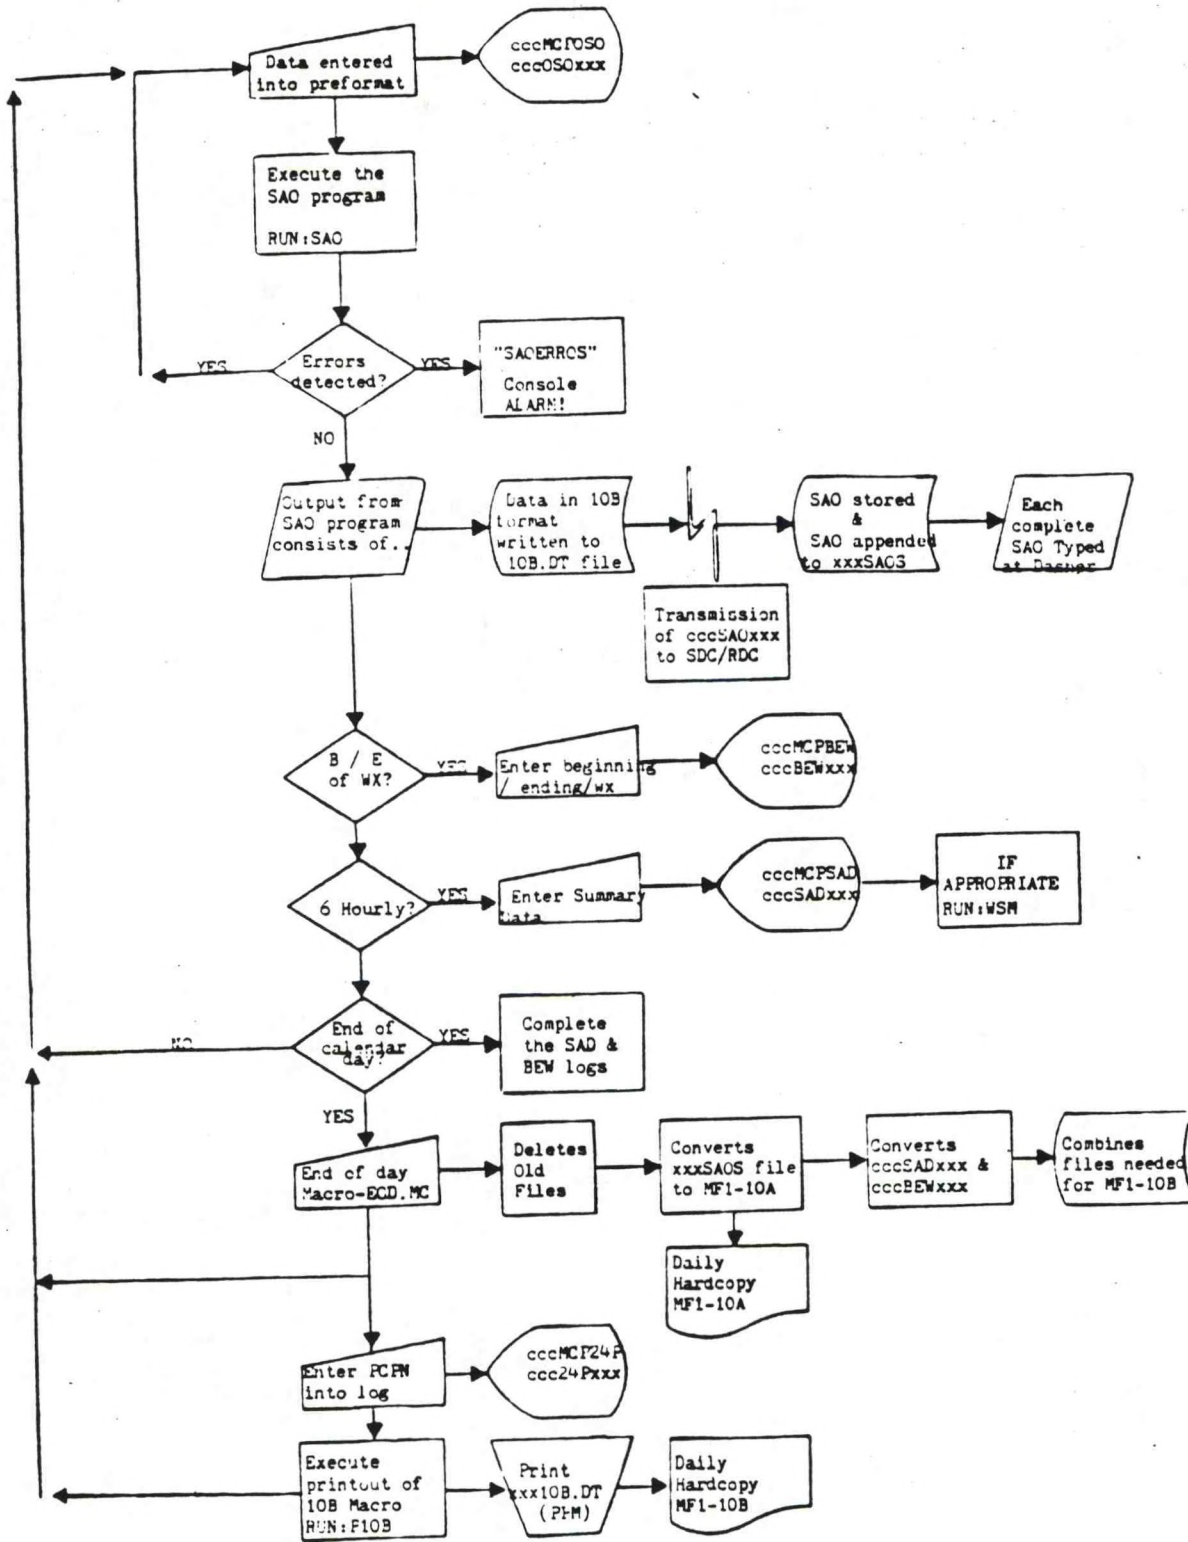 Data entered
into preformat
cccMCPOSO
cccOSOxxx
Execute the
SAO program
RUN:SAO
Errors
detected?
YES
YES
"SAOERROS"
Console
ALARM!
NO
Output from
SAO program
consists of..
Data in 10B
format
written to
10B.DT file
SAO stored
&
SAO appended
to xxxSAOS
Each
complete
SAO Typed
at Dasher
Transmission
of cccSAOxxx
to SDC/RDC
B / E
of WX?
YES
Enter beginning
/ ending/wx
cccMCPBEW
cccBEWxxx
6 Hourly?
YES
Enter Summary
Data
cccMCPSAD
cccSADxxx
IF
APPROPRIATE
RUN:WSM
NO
End of
calendar
day?
YES
Complete
the SAD &
BEW logs
YES
End of day
Macro-EOD.MC
Deletes
Old
Files
Converts
xxxSAOS file
to MF1-10A
Converts
cccSADxxx &
cccBEWxxx
Combines
files needed
for MF1-10B
Daily
Hardcopy
MF1-10A
Enter PCPN
into log
cccMCP24P
ccc24Pxxx
Execute
printout of
10B Macro
RUN:P10B
Print
xxx10B.DT
(PPM)
Daily
Hardcopy
MF1-10B